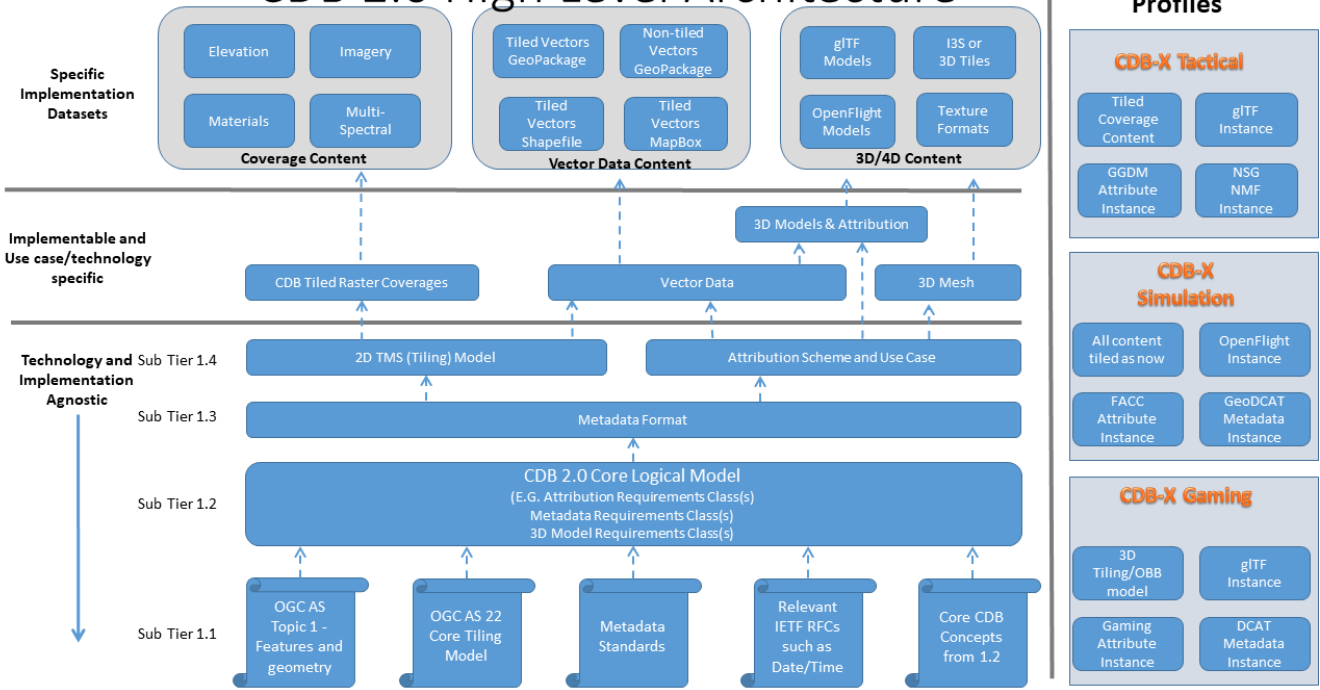 CDB 2.0 High Level Architecture
Profiles
Specific
Implementation
Datasets
Elevation
Imagery
Materials
Multi-
Spectral
Coverage Content
Tiled Vectors
GeoPackage
Non-tiled
Vectors
GeoPackage
Tiled
Vectors
Shapefile
Tiled
Vectors
MapBox
Vector Data Content
glTF
Models
I3S or
3D Tiles
OpenFlight
Models
Texture
Formats
3D/4D Content
Implementable and
Use case/technology
specific
3D Models & Attribution
CDB Tiled Raster Coverages
Vector Data
3D Mesh
Technology and
Implementation
Agnostic
Sub Tier 1.4
2D TMS (Tiling) Model
Attribution Scheme and Use Case
Sub Tier 1.3
Metadata Format
Sub Tier 1.2
CDB 2.0 Core Logical Model
(E.G. Attribution Requirements Class(s)
Metadata Requirements Class(s)
3D Model Requirements Class(s)
Sub Tier 1.1
OGC AS
Topic 1 -
Features and
geometry
OGC AS 22
Core Tiling
Model
Metadata
Standards
Relevant
IETF RFCs
such as
Date/Time
Core CDB
Concepts
from 1.2
CDB-X Tactical
Tiled
Coverage
Content
glTF
Instance
GGDM
Attribute
Instance
NSG
NMF
Instance
CDB-X
Simulation
All content
tiled as now
OpenFlight
Instance
FACC
Attribute
Instance
GeoDCAT
Metadata
Instance
CDB-X Gaming
3D
Tiling/OBB
model
glTF
Instance
Gaming
Attribute
Instance
DCAT
Metadata
Instance